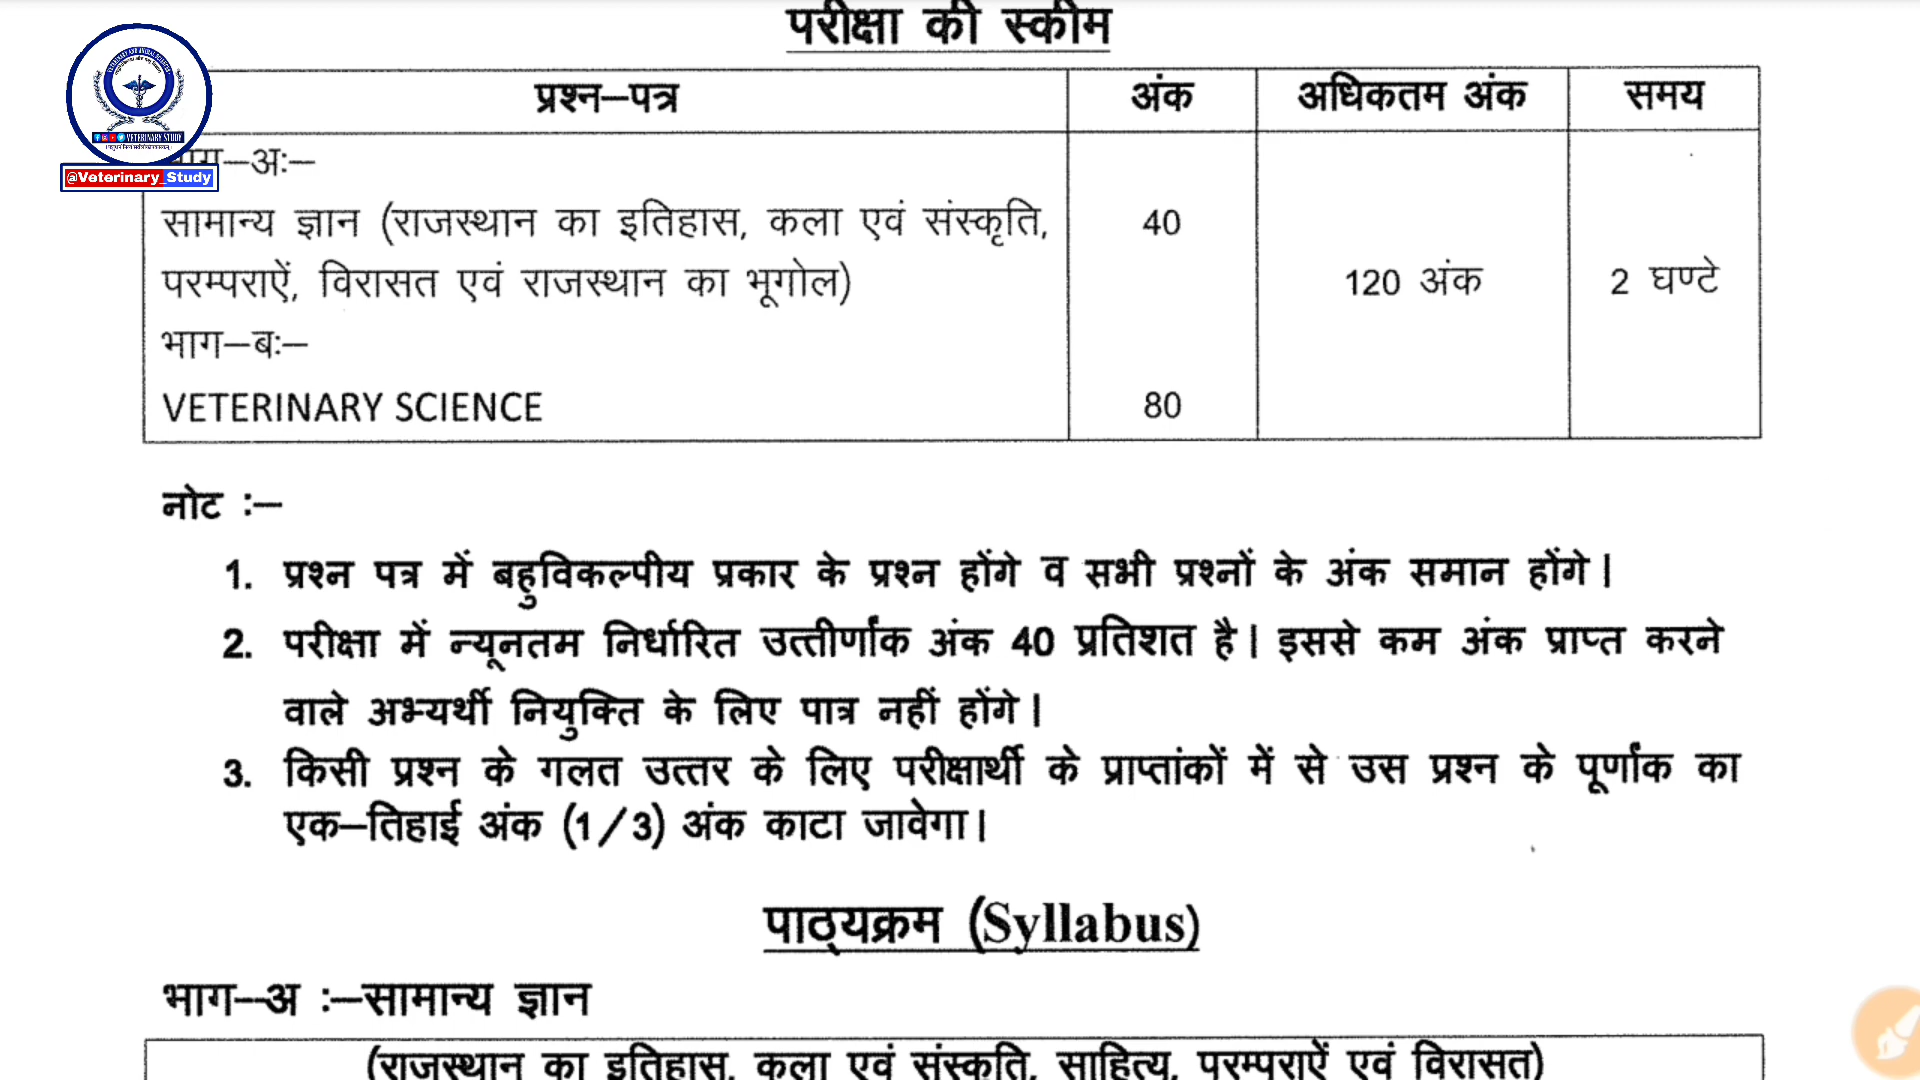 परीक्षा की स्कीम
प्रश्न–पत्र अंक अधिकतम अंक समय
VETERINARY STUDY
@Veterinary_Study
भाग–अः–
सामान्य ज्ञान (राजस्थान का इतिहास, कला एवं संस्कृति, 40
परम्पराऐं, विरासत एवं राजस्थान का भूगोल) 120 अंक 2 घण्टे
भाग–बः–
VETERINARY SCIENCE 80
नोट :–
1. प्रश्न पत्र में बहुविकल्पीय प्रकार के प्रश्न होंगे व सभी प्रश्नों के अंक समान होंगे।
2. परीक्षा में न्यूनतम निर्धारित उत्तीर्णांक अंक 40 प्रतिशत है। इससे कम अंक प्राप्त करने
वाले अभ्यर्थी नियुक्ति के लिए पात्र नहीं होंगे।
3. किसी प्रश्न के गलत उत्तर के लिए परीक्षार्थी के प्राप्तांकों में से उस प्रश्न के पूर्णांक का
एक–तिहाई अंक (1/3) अंक काटा जावेगा।
पाठ्यक्रम (Syllabus)
भाग–अ :–सामान्य ज्ञान
(राजस्थान का इतिहास, कला एवं संस्कृति, साहित्य, परम्पराऐं एवं विरासत)